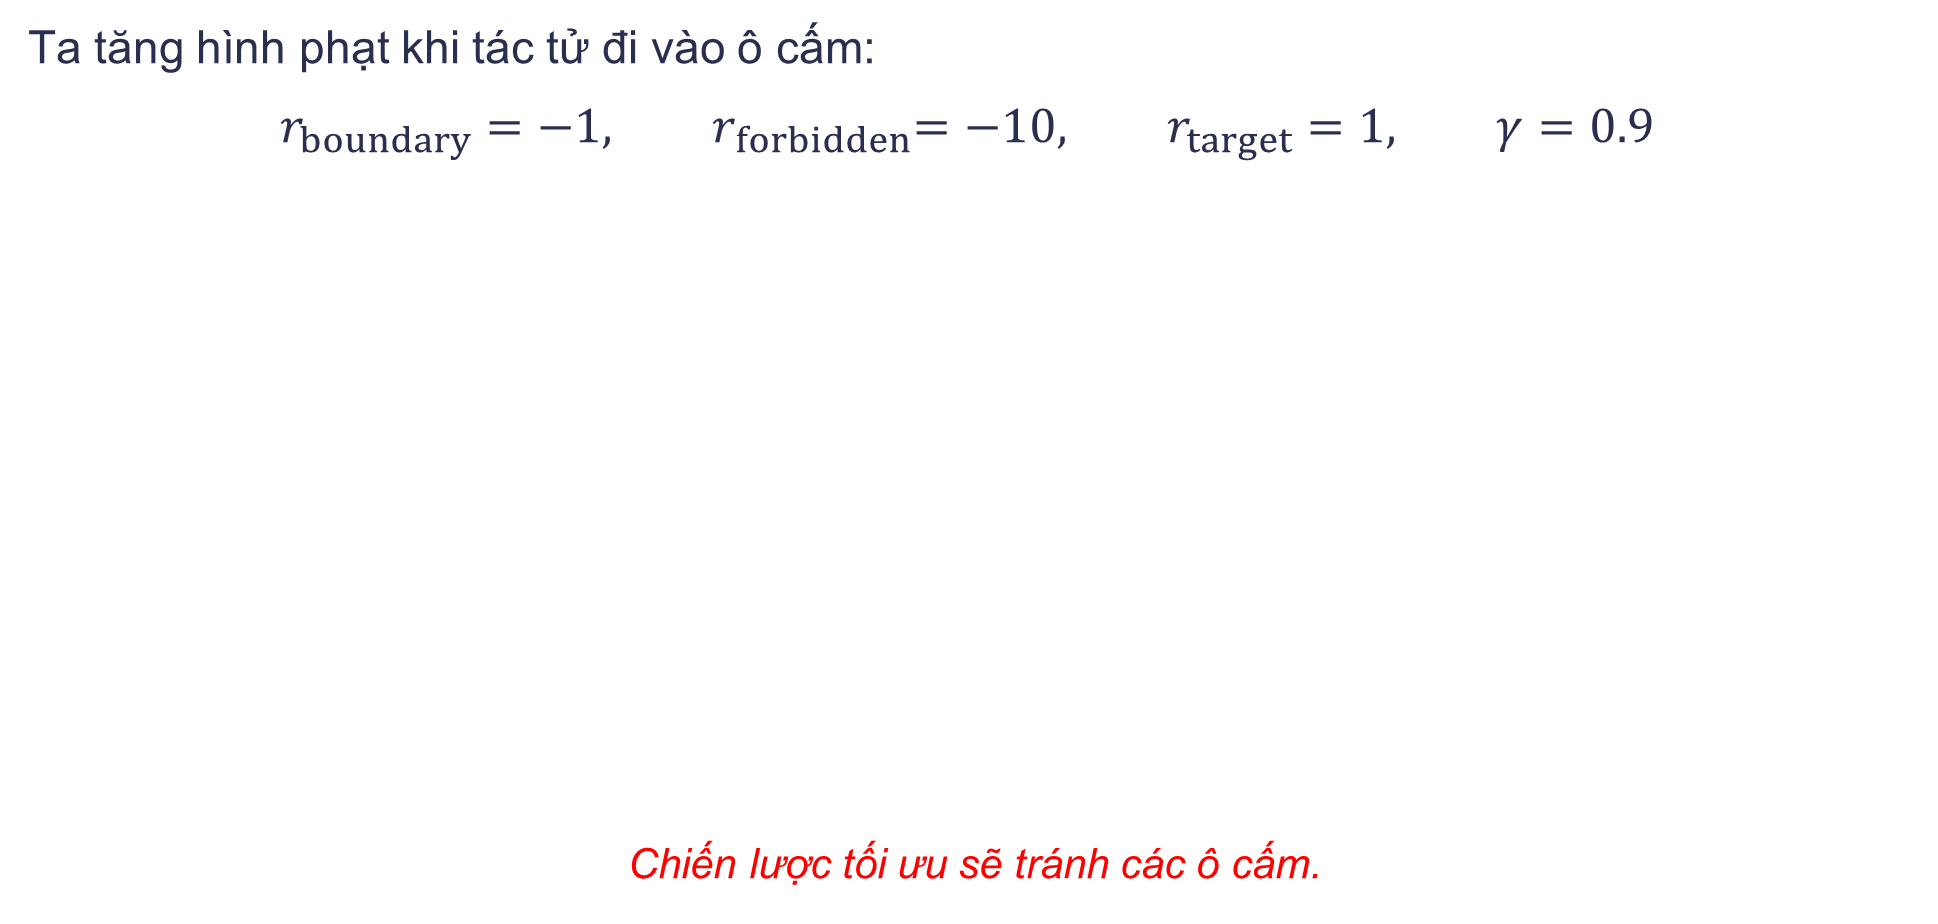 Ta tăng hình phạt khi tác tử đi vào ô cấm:
r_boundary = −1, r_forbidden = −10, r_target = 1, γ = 0.9
Chiến lược tối ưu sẽ tránh các ô cấm.